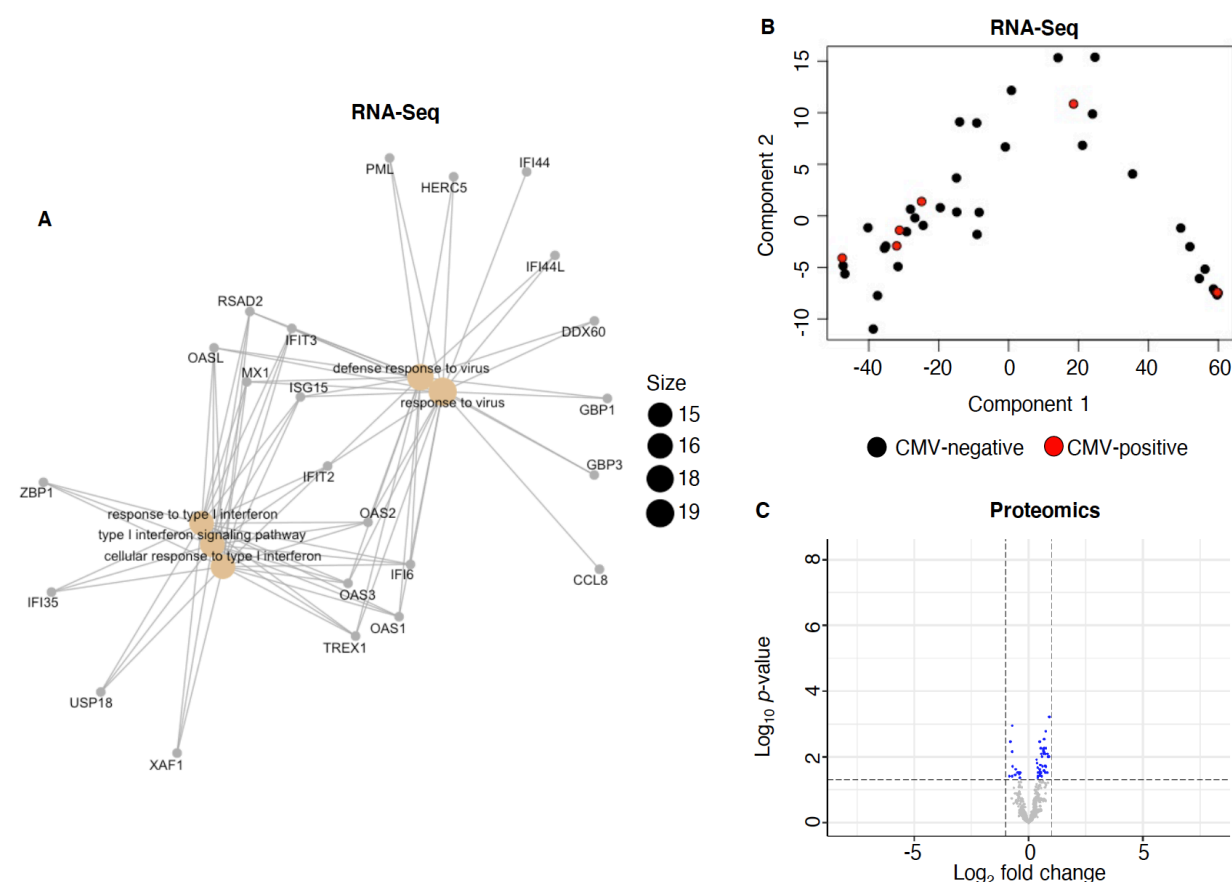 A
RNA-Seq
PML
HERC5
IFI44
IFI44L
RSAD2
IFIT3
DDX60
OASL
MX1
defense response to virus
ISG15
response to virus
GBP1
IFIT2
GBP3
ZBP1
response to type I interferon
OAS2
type I interferon signaling pathway
cellular response to type I interferon
IFI6
CCL8
IFI35
OAS3
OAS1
TREX1
USP18
XAF1
Size
15
16
18
19
B
RNA-Seq
Component 2
15
10
5
0
-5
-10
-40 -20 0 20 40 60
Component 1
CMV-negative CMV-positive
C
Proteomics
Log10 p-value
8
6
4
2
0
-5 0 5
Log2 fold change